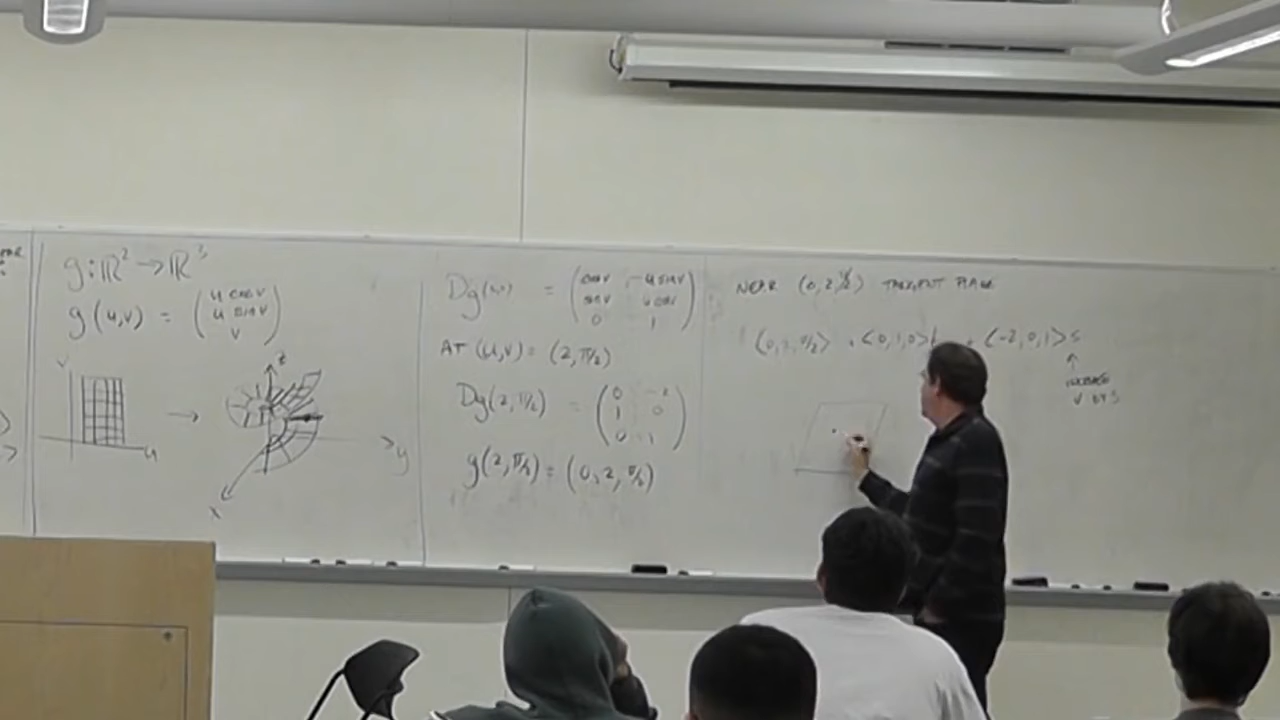 g: ℝ² → ℝ³
g(u,v) = (u cos v
u sin v
v)
v
u
→
z
y
x
Dg(u,v) = (cos v -u sin v
sin v u cos v
0 1)
AT (u,v) = (2, π/2)
Dg(2, π/2) = (0 -2
1 0
0 1)
g(2, π/2) = (0, 2, π/2)
NEAR (0, 2, π/2) TANGENT PLANE
⟨0, 2, π/2⟩ + ⟨0, 1, 0⟩t + ⟨-2, 0, 1⟩s
↑
INCREASE
v BY s